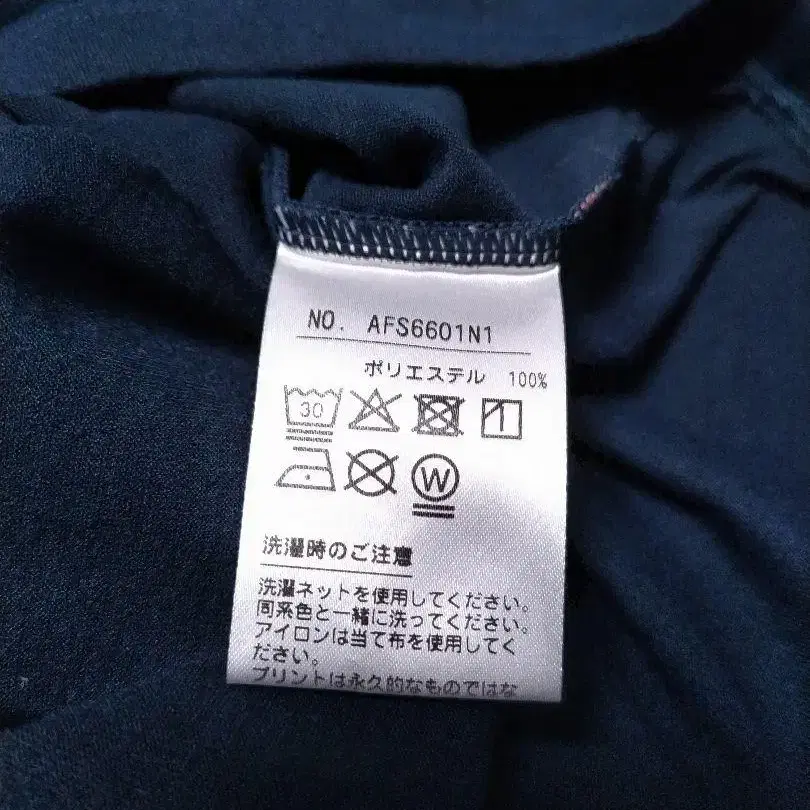 NO. AFS6601N1
ポリエステル 100%
30
W
洗濯時のご注意
洗濯ネットを使用してください。
同系色と一緒に洗ってください。
アイロンは当て布を使用してく
ださい。
プリントは永久的なものではな